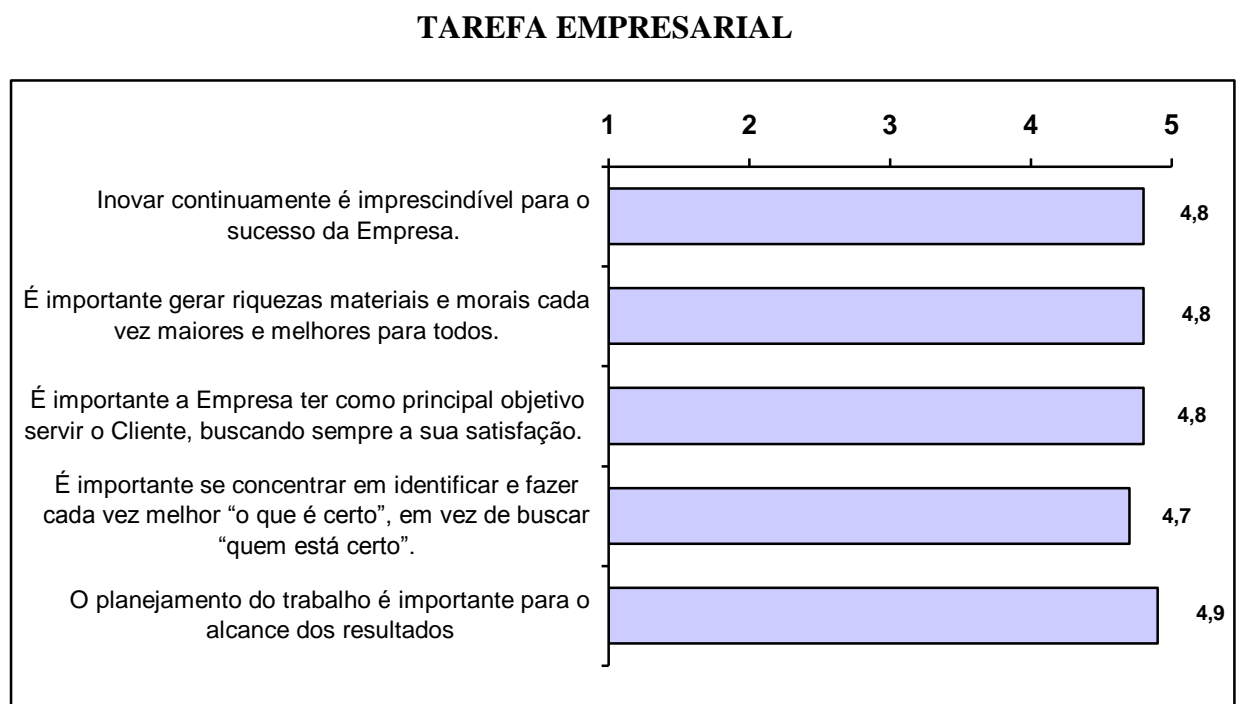 TAREFA EMPRESARIAL
1 2 3 4 5
Inovar continuamente é imprescindível para o
sucesso da Empresa.
4,8
É importante gerar riquezas materiais e morais cada
vez maiores e melhores para todos.
4,8
É importante a Empresa ter como principal objetivo
servir o Cliente, buscando sempre a sua satisfação.
4,8
É importante se concentrar em identificar e fazer
cada vez melhor “o que é certo”, em vez de buscar
“quem está certo”.
4,7
O planejamento do trabalho é importante para o
alcance dos resultados
4,9